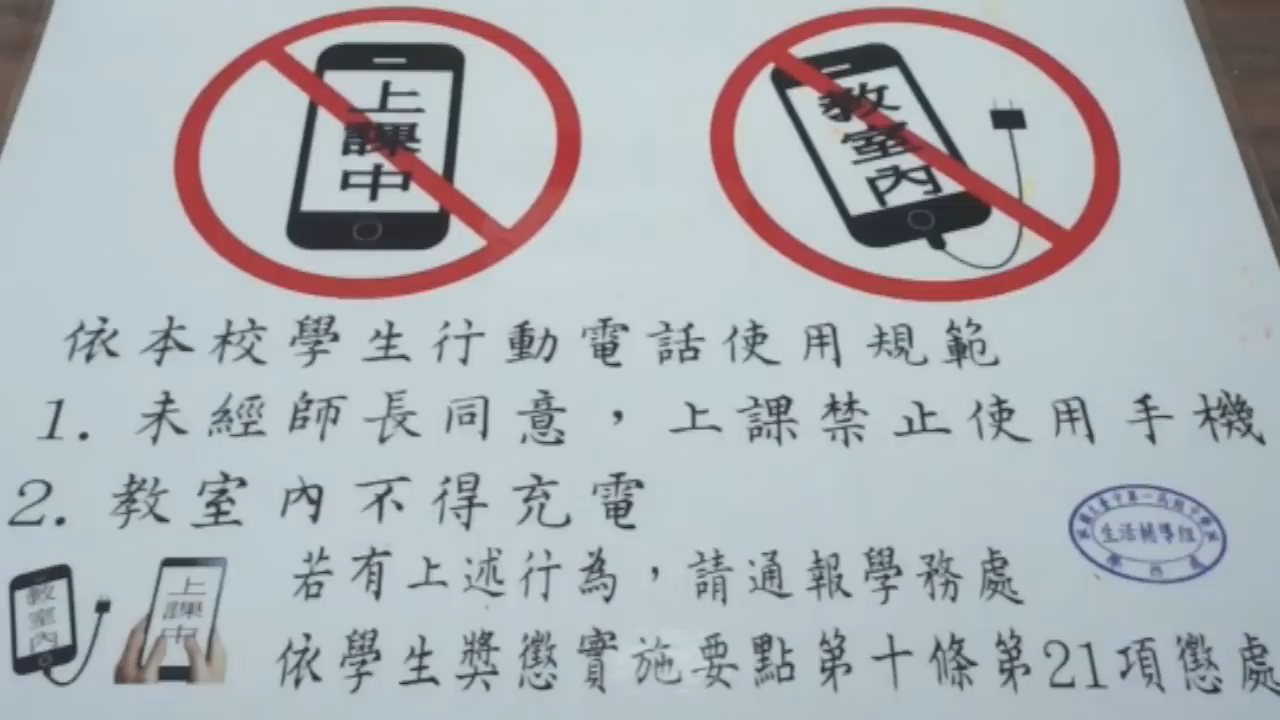 上課中
教室內
依本校學生行動電話使用規範
1. 未經師長同意，上課禁止使用手機
2. 教室內不得充電
生活輔導組
教室內
上課中
若有上述行為，請通報學務處
依學生獎懲實施要點第十條第21項懲處